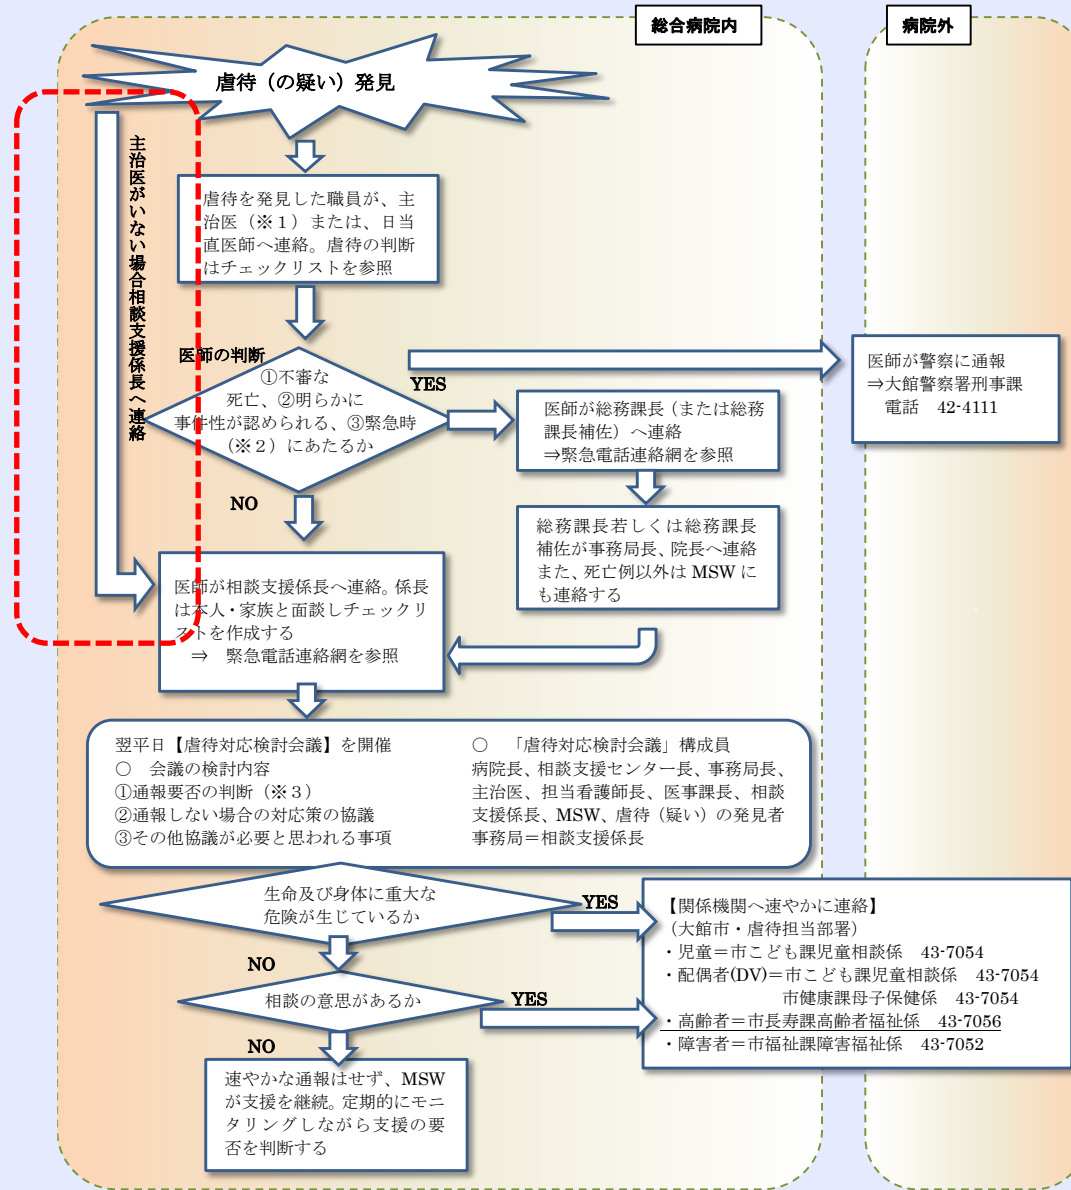 総合病院内
病院外
虐待（の疑い）発見
主治医がいない場合相談支援係長へ連絡
虐待を発見した職員が、主
治医（※１）または、日当
直医師へ連絡。虐待の判断
はチェックリストを参照
医師の判断
①不審な
死亡、②明らかに
事件性が認められる、③緊急時
（※２）にあたるか
YES
NO
医師が警察に通報
⇒大館警察署刑事課
電話　42-4111
医師が総務課長（または総務
課長補佐）へ連絡
⇒緊急電話連絡網を参照
総務課長若しくは総務課長
補佐が事務局長、院長へ連絡
また、死亡例以外は MSW に
も連絡する
医師が相談支援係長へ連絡。係長
は本人・家族と面談しチェックリ
ストを作成する
⇒　緊急電話連絡網を参照
翌平日【虐待対応検討会議】を開催
○　会議の検討内容
①通報要否の判断（※３）
②通報しない場合の対応策の協議
③その他協議が必要と思われる事項
○　「虐待対応検討会議」構成員
病院長、相談支援センター長、事務局長、
主治医、担当看護師長、医事課長、相談
支援係長、MSW、虐待（疑い）の発見者
事務局＝相談支援係長
生命及び身体に重大な
危険が生じているか
YES
NO
相談の意思があるか
YES
NO
【関係機関へ速やかに連絡】
（大館市・虐待担当部署）
・児童＝市こども課児童相談係　43-7054
・配偶者(DV)＝市こども課児童相談係　43-7054
市健康課母子保健係　43-7054
・高齢者＝市長寿課高齢者福祉係　43-7056
・障害者＝市福祉課障害福祉係　43-7052
速やかな通報はせず、MSW
が支援を継続。定期的にモニ
タリングしながら支援の要
否を判断する